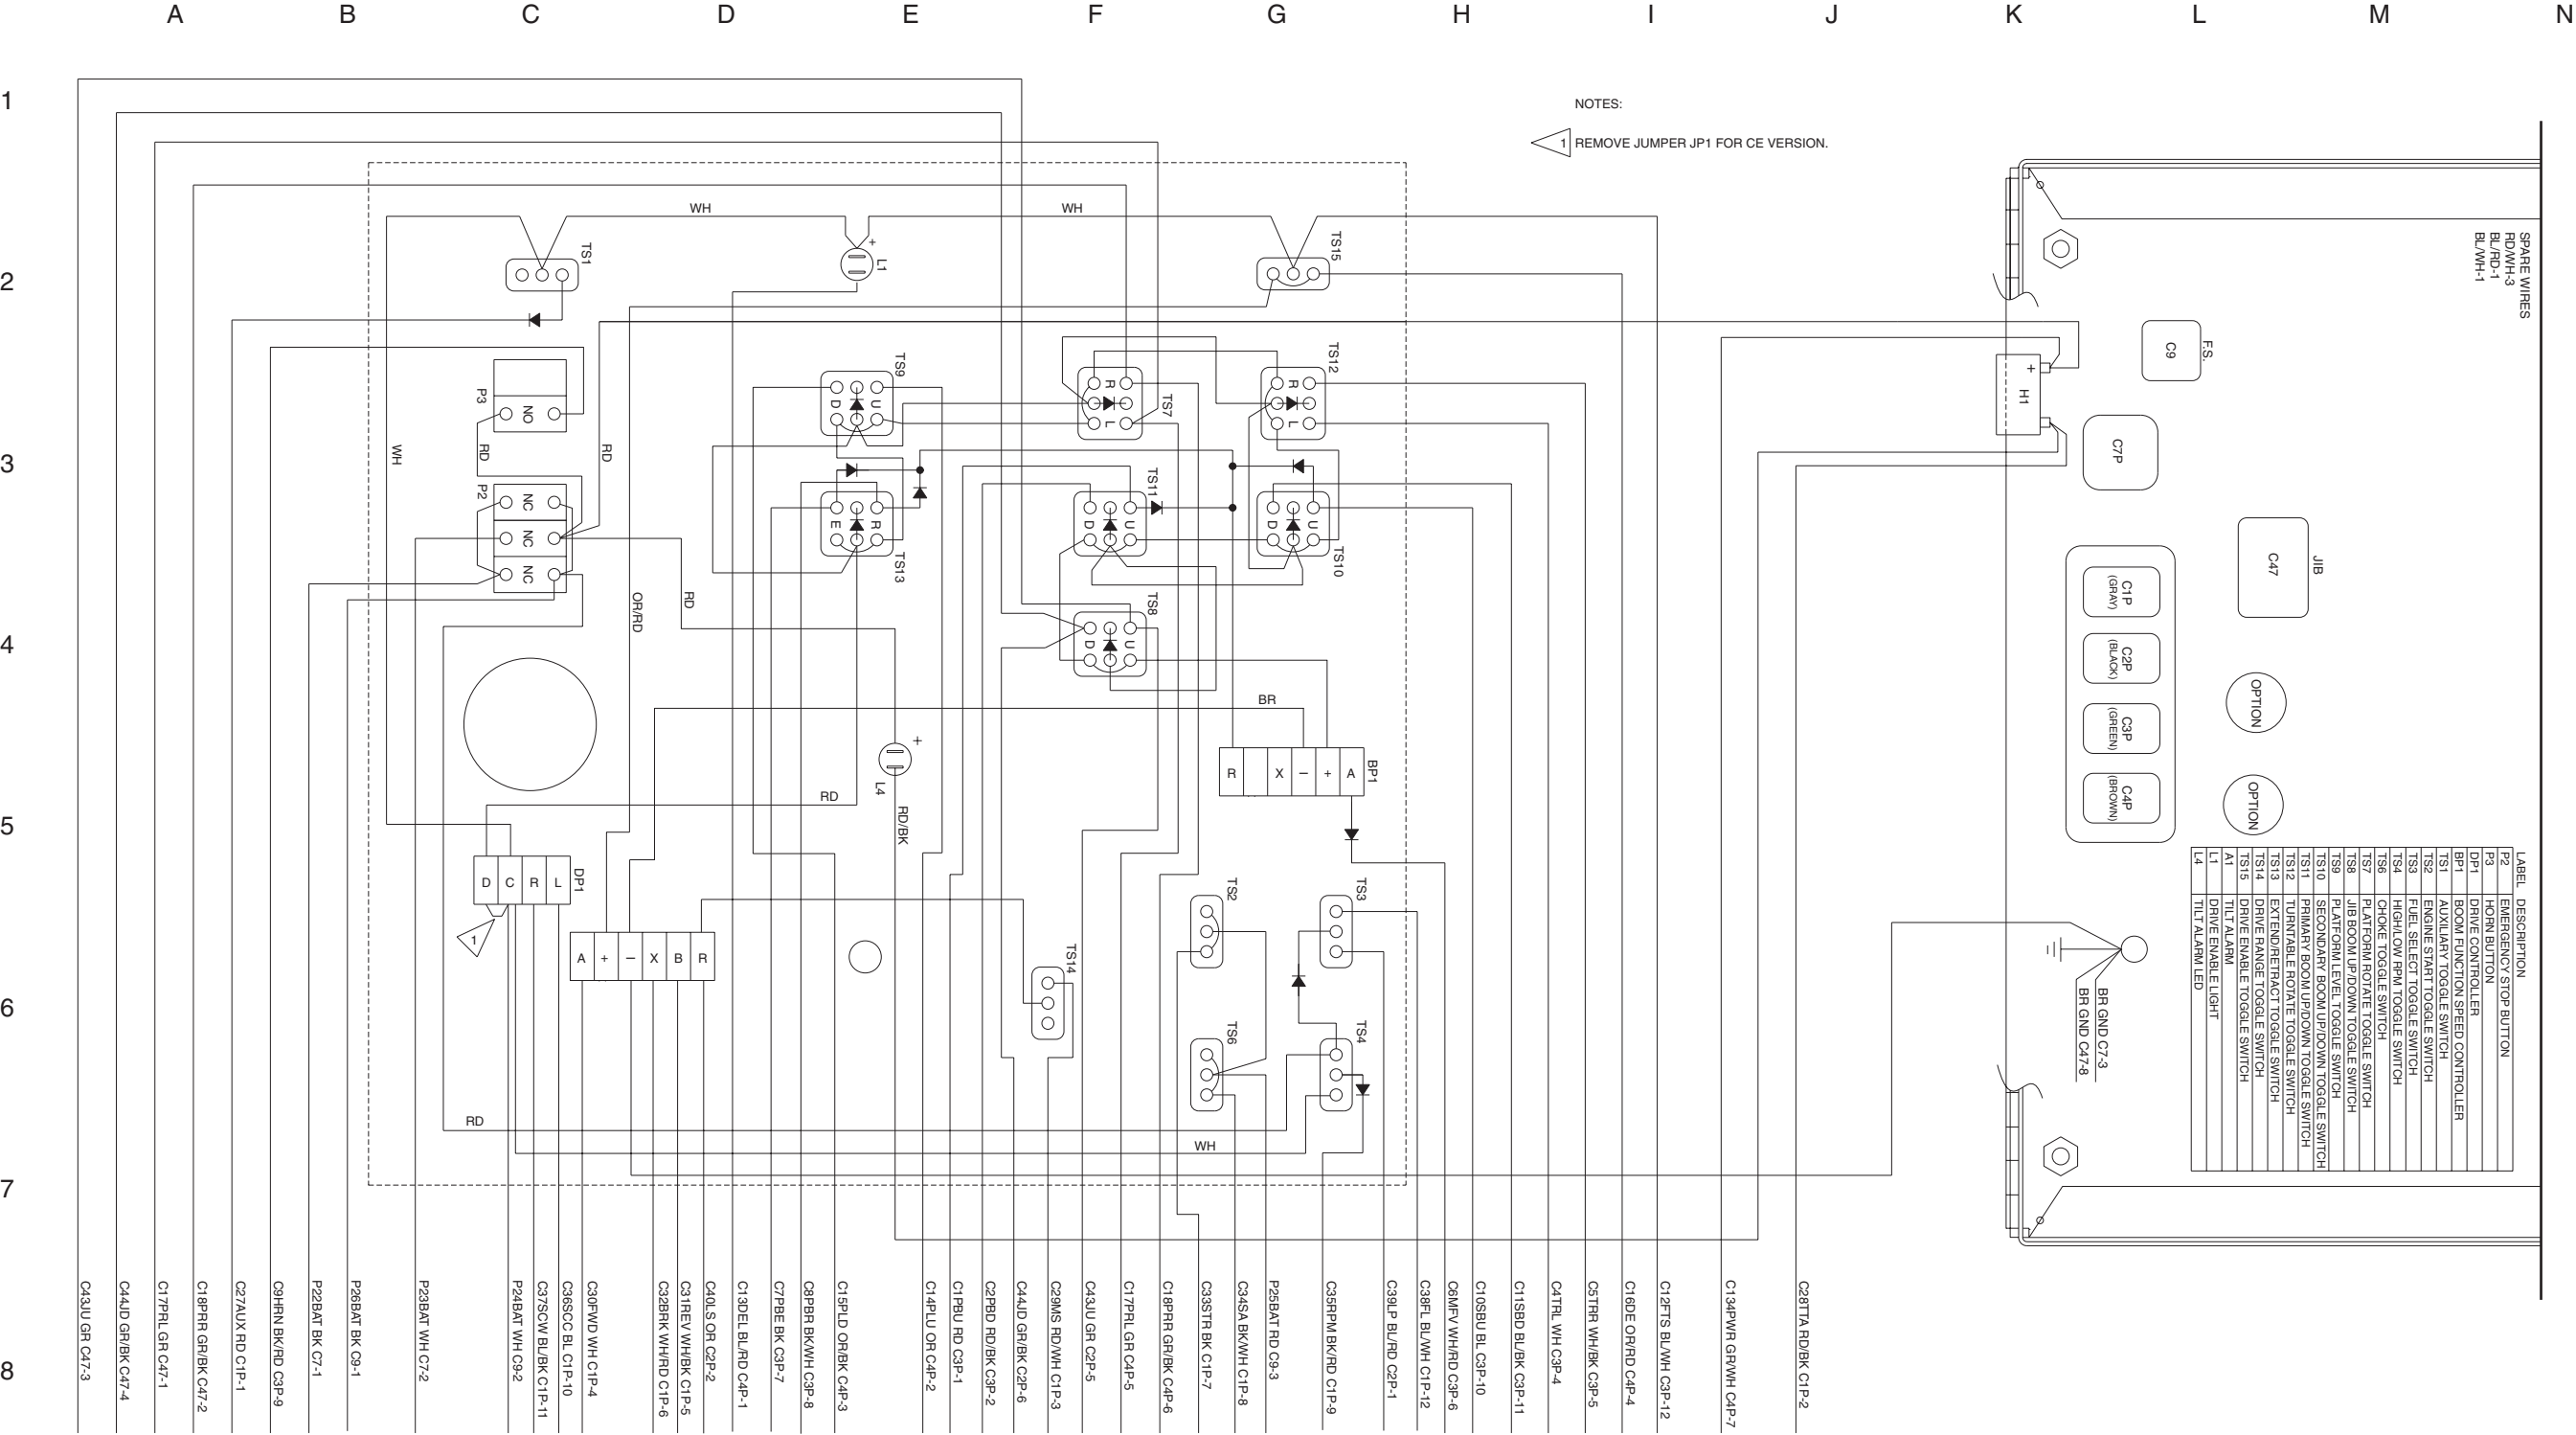 A B C D E F G H I J K L M N
1
2
3
4
5
6
7
8
NOTES:
1 REMOVE JUMPER JP1 FOR CE VERSION.
WH
WH
TS1
+
L1
TS15
WH
P3
NO
RD
RD
P2
NC
NC
NC
OR/RD
RD
TS9
D U
E R
TS13
R
L
TS7
TS12
R
L
TS11
D U
D U
TS10
TS8
D U
BR
+
L4
RD
RD/BK
R X – + A
BP1
D C R L
DP1
1
A + – X B R
TS14
TS2
TS3
TS6
TS4
RD
WH
C43JU GR C47-3
C44JD GR/BK C47-4
C17PRL GR C47-1
C18PRR GR/BK C47-2
C27AUX RD C1P-1
C9HRN BK/RD C3P-9
P22BAT BK C7-1
P26BAT BK C9-1
P23BAT WH C7-2
P24BAT WH C9-2
C37SCW BL/BK C1P-11
C36SCC BL C1P-10
C30FWD WH C1P-4
C32BRK WH/RD C1P-6
C31REV WH/BK C1P-5
C40LS OR C2P-2
C13DEL BL/RD C4P-1
C7PBE BK C3P-7
C8PBR BK/WH C3P-8
C15PLD OR/BK C4P-3
C14PLU OR C4P-2
C1PBU RD C3P-1
C2PBD RD/BK C3P-2
C44JD GR/BK C2P-6
C29MS RD/WH C1P-3
C43JU GR C2P-5
C17PRL GR C4P-5
C18PRR GR/BK C4P-6
C33STR BK C1P-7
C34SA BK/WH C1P-8
P25BAT RD C9-3
C35RPM BK/RD C1P-9
C39LP BL/RD C2P-1
C38FL BL/WH C1P-12
C6MFV WH/RD C3P-6
C10SBU BL C3P-10
C11SBD BL/BK C3P-11
C4TRL WH C3P-4
C5TRR WH/BK C3P-5
C16DE OR/RD C4P-4
C12FTS BL/WH C3P-12
C134PWR GR/WH C4P-7
C28TTA RD/BK C1P-2
SPARE WIRES
RD/WH-3
BL/RD-1
BL/WH-1
F.S.
C9
+
H1
C7P
JIB
C47
C1P
(GRAY)
C2P
(BLACK)
C3P
(GREEN)
C4P
(BROWN)
OPTION
OPTION
BR GND C7-3
BR GND C47-8
LABEL DESCRIPTION
P2 EMERGENCY STOP BUTTON
P3 HORN BUTTON
DP1 DRIVE CONTROLLER
BP1 BOOM FUNCTION SPEED CONTROLLER
TS1 AUXILIARY TOGGLE SWITCH
TS2 ENGINE START TOGGLE SWITCH
TS3 FUEL SELECT TOGGLE SWITCH
TS4 HIGH/LOW RPM TOGGLE SWITCH
TS6 CHOKE TOGGLE SWITCH
TS7 PLATFORM ROTATE TOGGLE SWITCH
TS8 JIB BOOM UP/DOWN TOGGLE SWITCH
TS9 PLATFORM LEVEL TOGGLE SWITCH
TS10 SECONDARY BOOM UP/DOWN TOGGLE SWITCH
TS11 PRIMARY BOOM UP/DOWN TOGGLE SWITCH
TS12 TURNTABLE ROTATE TOGGLE SWITCH
TS13 EXTEND/RETRACT TOGGLE SWITCH
TS14 DRIVE RANGE TOGGLE SWITCH
TS15 DRIVE ENABLE TOGGLE SWITCH
A1 TILT ALARM
L1 DRIVE ENABLE LIGHT
L4 TILT ALARM LED